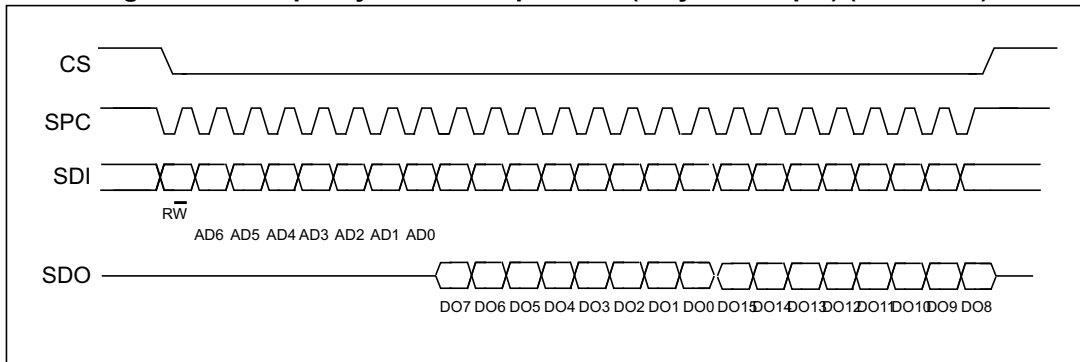 CS
SPC
SDI
RW
AD6 AD5 AD4 AD3 AD2 AD1 AD0
SDO
DO7 DO6 DO5 DO4 DO3 DO2 DO1 DO0 DO15 DO14 DO13 DO12 DO11 DO10 DO9 DO8